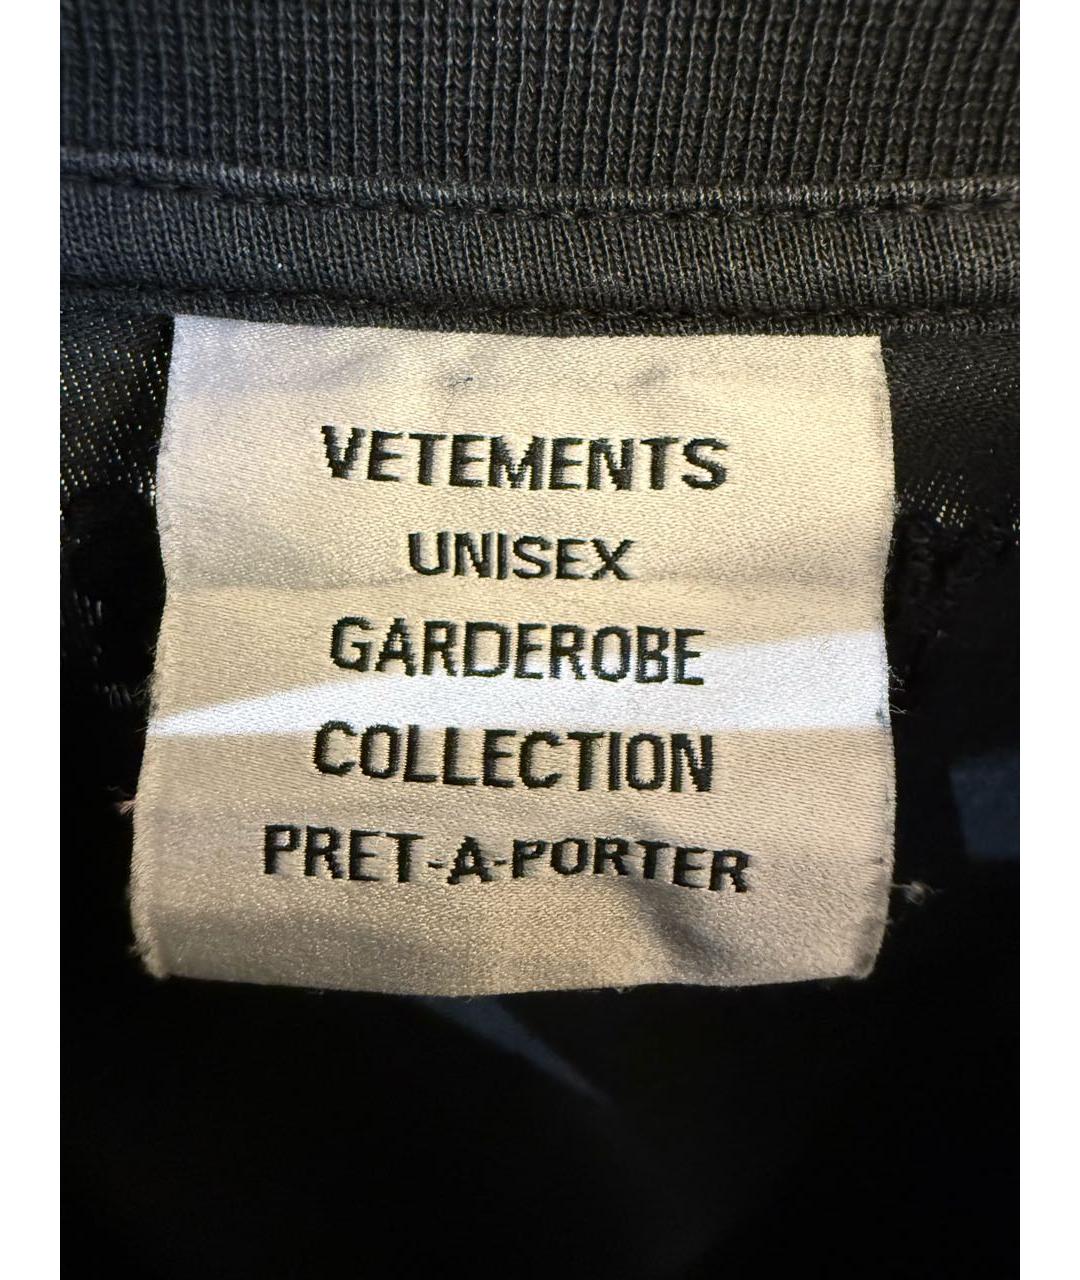 VETEMENTS
UNISEX
GARDEROBE
COLLECTION
PRET-A-PORTER